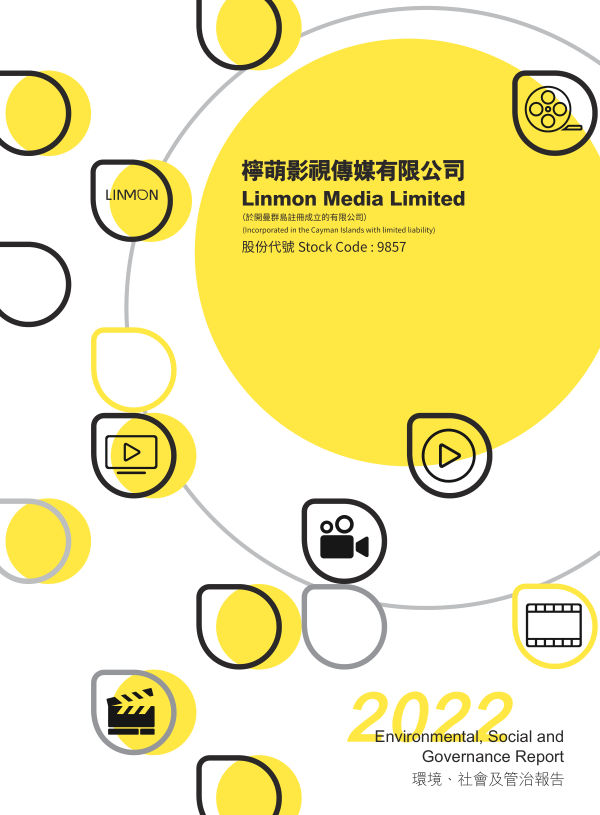 檸萌影視傳媒有限公司
Linmon Media Limited
(於開曼群島註冊成立的有限公司)
(Incorporated in the Cayman Islands with limited liability)
股份代號 Stock Code : 9857
LINMON
2022
Environmental, Social and
Governance Report
環境、社會及管治報告